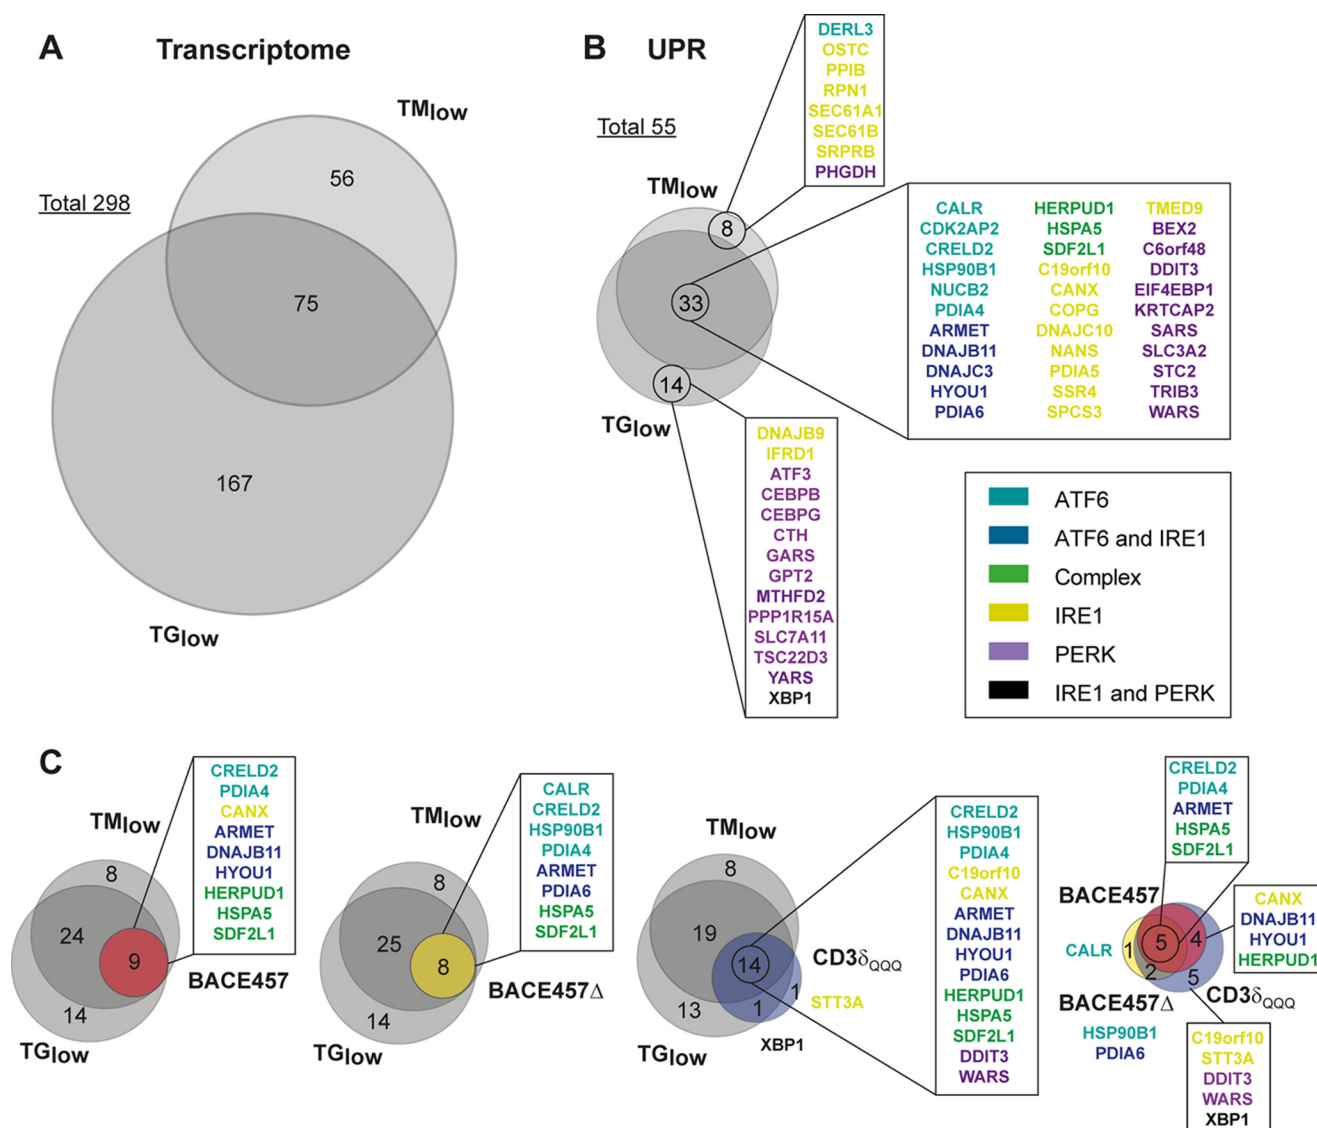 A Transcriptome
TMlow
56
Total 298
75
167
TGlow
B UPR
Total 55
TMlow
8
33
14
TGlow
DERL3
OSTC
PPIB
RPN1
SEC61A1
SEC61B
SRPRB
PHGDH
CALR HERPUD1 TMED9
CDK2AP2 HSPA5 BEX2
CRELD2 SDF2L1 C6orf48
HSP90B1 C19orf10 DDIT3
NUCB2 CANX EIF4EBP1
PDIA4 COPG KRTCAP2
ARMET DNAJC10 SARS
DNAJB11 NANS SLC3A2
DNAJC3 PDIA5 STC2
HYOU1 SSR4 TRIB3
PDIA6 SPCS3 WARS
DNAJB9
IFRD1
ATF3
CEBPB
CEBPG
CTH
GARS
GPT2
MTHFD2
PPP1R15A
SLC7A11
TSC22D3
YARS
XBP1
ATF6
ATF6 and IRE1
Complex
IRE1
PERK
IRE1 and PERK
C
TMlow
8
24
9
14
TGlow
BACE457
CRELD2
PDIA4
CANX
ARMET
DNAJB11
HYOU1
HERPUD1
HSPA5
SDF2L1
TMlow
8
25
8
14
TGlow
BACE457Δ
CALR
CRELD2
HSP90B1
PDIA4
ARMET
PDIA6
HSPA5
SDF2L1
TMlow
8
19
14
13
1
1
TGlow
XBP1
STT3A
CD3δQQQ
CRELD2
HSP90B1
PDIA4
C19orf10
CANX
ARMET
DNAJB11
HYOU1
PDIA6
HERPUD1
HSPA5
SDF2L1
DDIT3
WARS
CRELD2
PDIA4
ARMET
HSPA5
SDF2L1
BACE457
CALR
1
5
4
2
5
CANX
DNAJB11
HYOU1
HERPUD1
CD3δQQQ
BACE457Δ
HSP90B1
PDIA6
C19orf10
STT3A
DDIT3
WARS
XBP1